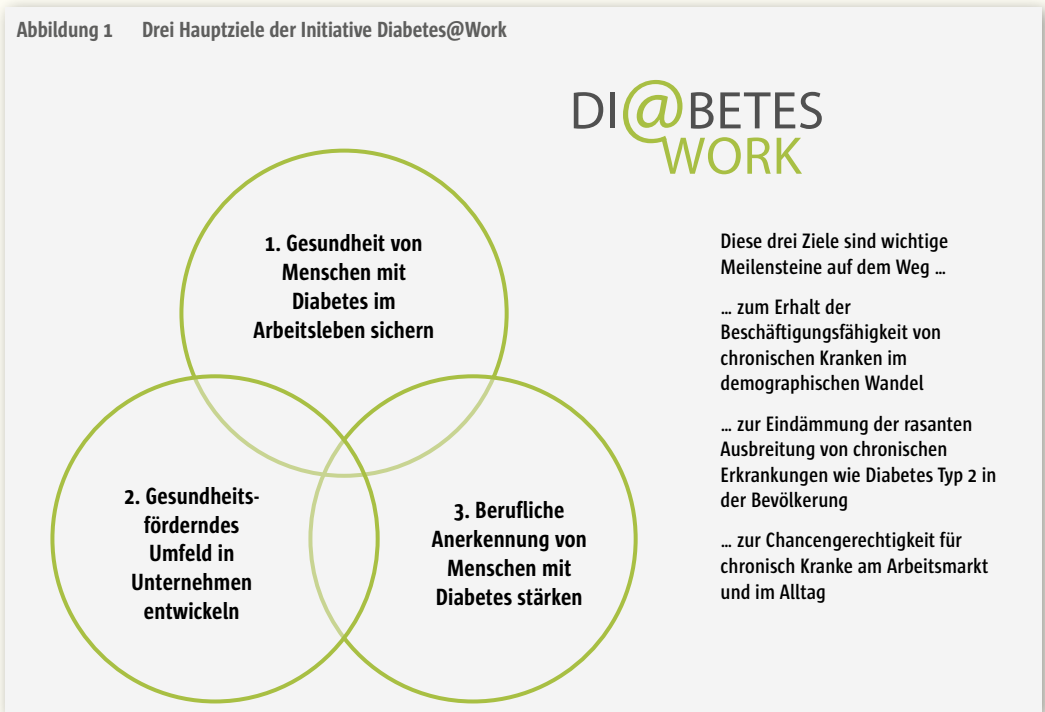 Abbildung 1 Drei Hauptziele der Initiative Diabetes@Work
DI@BETES
WORK
1. Gesundheit von
Menschen mit
Diabetes im
Arbeitsleben sichern
2. Gesundheits-
förderndes
Umfeld in
Unternehmen
entwickeln
3. Berufliche
Anerkennung von
Menschen mit
Diabetes stärken
Diese drei Ziele sind wichtige
Meilensteine auf dem Weg ...
... zum Erhalt der
Beschäftigungsfähigkeit von
chronischen Kranken im
demographischen Wandel
... zur Eindämmung der rasanten
Ausbreitung von chronischen
Erkrankungen wie Diabetes Typ 2 in
der Bevölkerung
... zur Chancengerechtigkeit für
chronisch Kranke am Arbeitsmarkt
und im Alltag